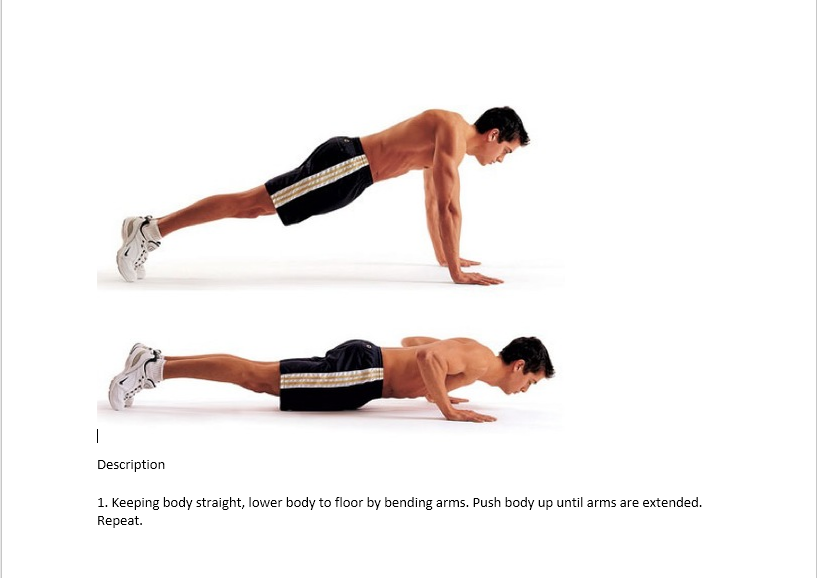 Description
1. Keeping body straight, lower body to floor by bending arms. Push body up until arms are extended.
Repeat.